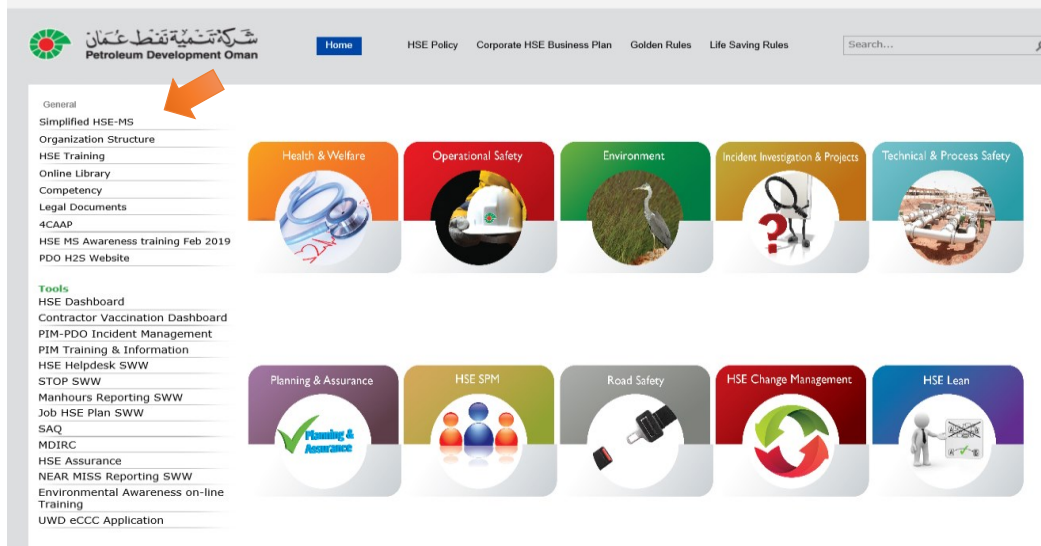 شركة تنمية نفط عمان
Petroleum Development Oman
Home
HSE Policy
Corporate HSE Business Plan
Golden Rules
Life Saving Rules
Search...
General
Simplified HSE-MS
Organization Structure
HSE Training
Online Library
Competency
Legal Documents
4CAAP
HSE MS Awareness training Feb 2019
PDO H2S Website
Tools
HSE Dashboard
Contractor Vaccination Dashboard
PIM-PDO Incident Management
PIM Training & Information
HSE Helpdesk SWW
STOP SWW
Manhours Reporting SWW
Job HSE Plan SWW
SAQ
MDIRC
HSE Assurance
NEAR MISS Reporting SWW
Environmental Awareness on-line
Training
UWD eCCC Application
Health & Welfare
Operational Safety
Environment
Incident Investigation & Projects
Technical & Process Safety
Planning & Assurance
Planning &
Assurance
HSE SPM
Road Safety
HSE Change Management
HSE Lean